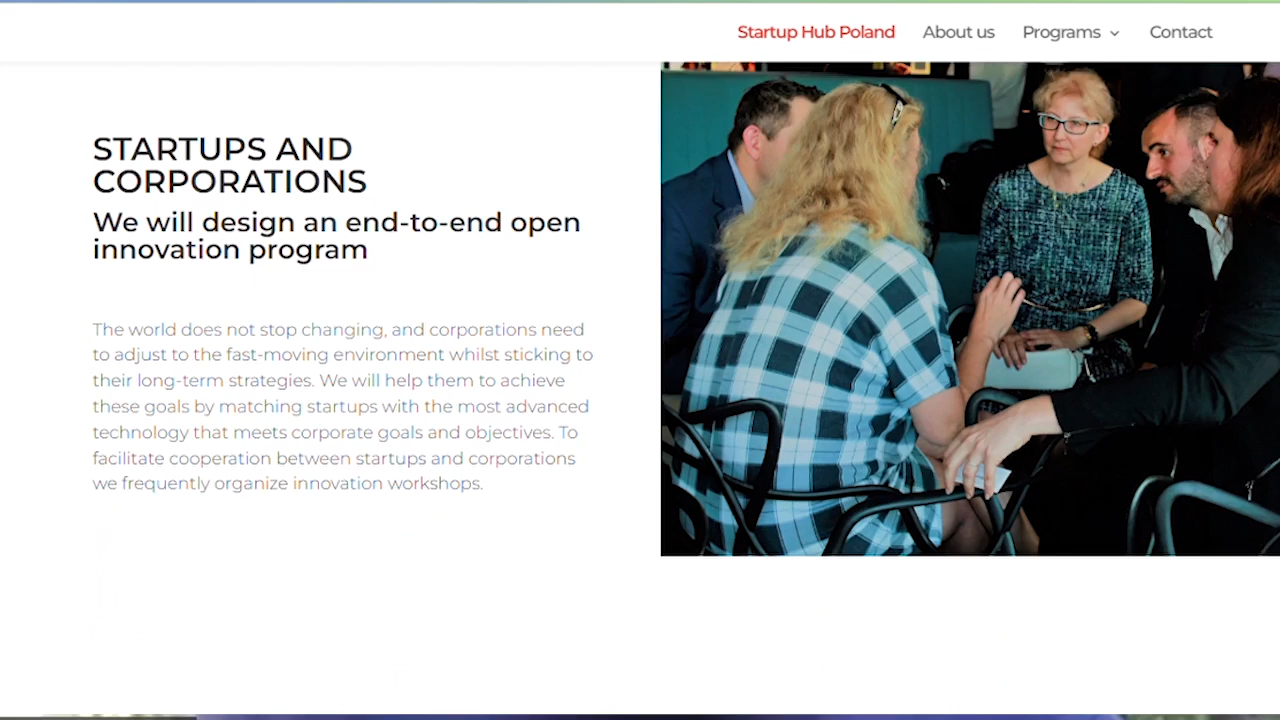 Startup Hub Poland About us Programs Contact
STARTUPS AND
CORPORATIONS
We will design an end-to-end open
innovation program
The world does not stop changing, and corporations need
to adjust to the fast-moving environment whilst sticking to
their long-term strategies. We will help them to achieve
these goals by matching startups with the most advanced
technology that meets corporate goals and objectives. To
facilitate cooperation between startups and corporations
we frequently organize innovation workshops.